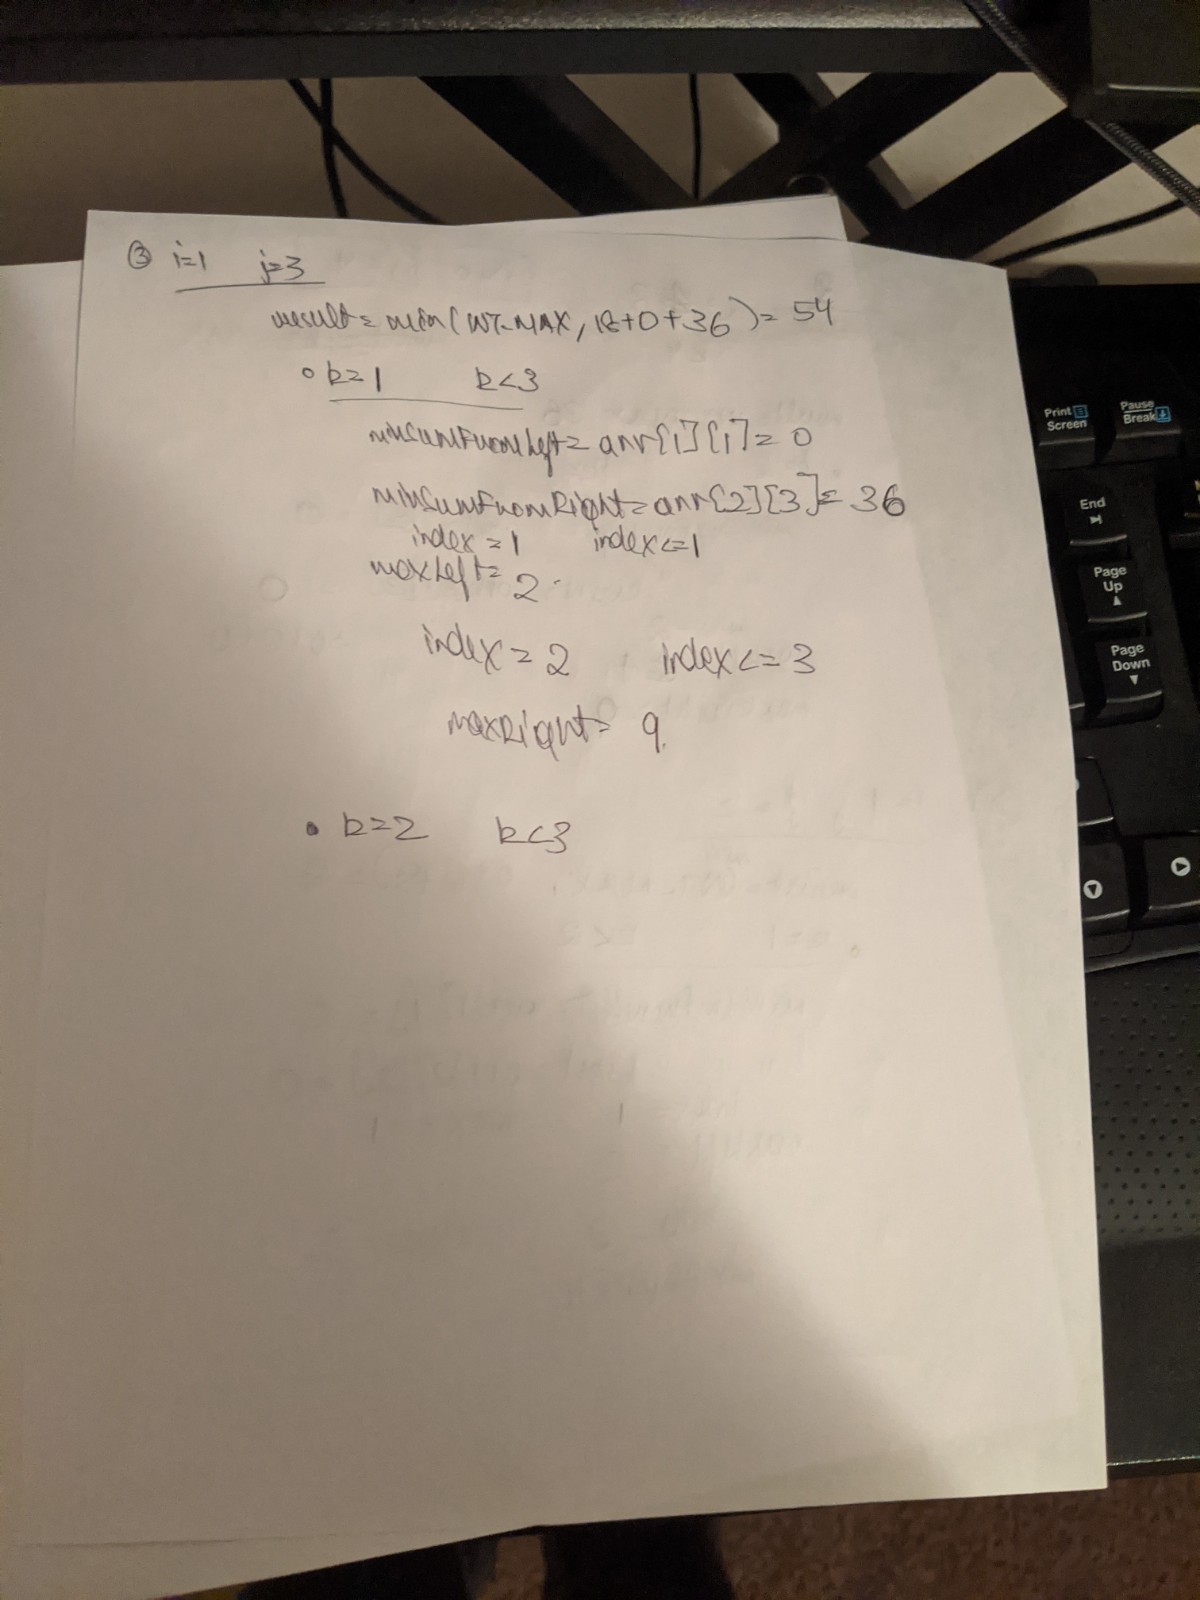 ③ i=1 j=3
result = min(INT_MAX, 18+0+36) = 54
k=1 k<3
minSumFromLeft = arr[1][1] = 0
minSumFromRight = arr[2][3] = 36
index = 1 index<=1
maxLeft = 2
index = 2 index<=3
maxRight = 9
k=2 k<3
Print Screen
Pause Break
End
Page Up
Page Down